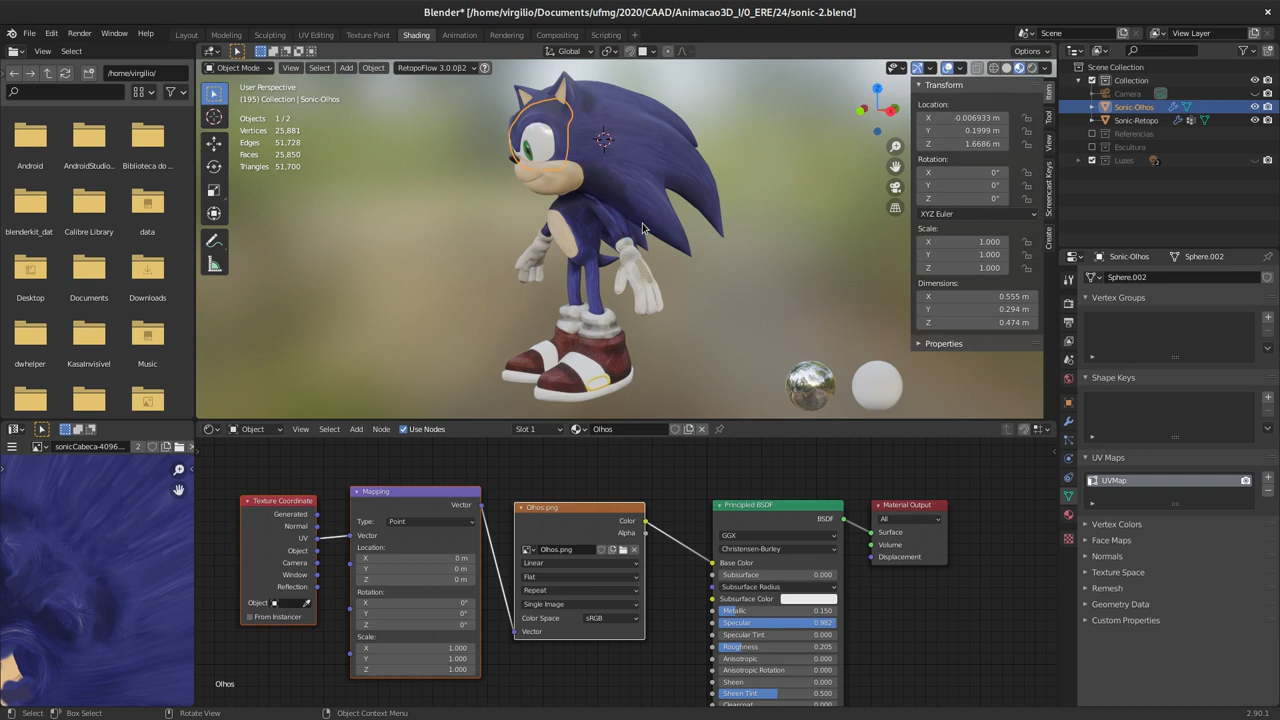 Blender* [/home/virgilio/Documents/ufmg/2020/CAAD/Animacao3D_I/0_ERE/24/sonic-2.blend]
File Edit Render Window Help Layout Modeling Sculpting UV Editing Texture Paint Shading Animation Rendering Compositing Scripting + Scene View Layer
View Select Global Options
/home/virgilio/
Object Mode View Select Add Object RetopoFlow 3.0.0β2
User Perspective
(195) Collection | Sonic-Olhos
Objects 1 / 2
Vertices 25,881
Edges 51,728
Faces 25,850
Triangles 51,700
Android AndroidStudio... Biblioteca do ...
blenderkit_dat Calibre Library data
Desktop Documents Downloads
dwhelper KasaInvisivel Music
Transform
Location:
X -0.006933 m
Y 0.1999 m
Z 1.6686 m
Rotation:
X 0°
Y 0°
Z 0°
XYZ Euler
Scale:
X 1.000
Y 1.000
Z 1.000
Dimensions:
X 0.555 m
Y 0.294 m
Z 0.474 m
Properties
Item
Tool
View
Screencast Keys
Create
Scene Collection
Collection
Camera
Sonic-Olhos
Sonic-Retopo
Referencias
Escultura
Luzes
Sonic-Olhos Sphere.002
Sphere.002
Vertex Groups
Shape Keys
UV Maps
UVMap
Vertex Colors
Face Maps
Normals
Texture Space
Remesh
Geometry Data
Custom Properties
sonicCabeca-4096... 2
Object View Select Add Node Use Nodes Slot 1 Olhos
Texture Coordinate
Generated
Normal
UV
Object
Camera
Window
Reflection
Object
From Instancer
Mapping
Vector
Type: Point
Vector
Location:
X 0 m
Y 0 m
Z 0 m
Rotation:
X 0°
Y 0°
Z 0°
Scale:
X 1.000
Y 1.000
Z 1.000
Olhos.png
Color
Alpha
Olhos.png
Linear
Flat
Repeat
Single Image
Color Space sRGB
Vector
Principled BSDF
BSDF
GGX
Christensen-Burley
Base Color
Subsurface 0.000
Subsurface Radius
Subsurface Color
Metallic 0.150
Specular 0.982
Specular Tint 0.000
Roughness 0.205
Anisotropic 0.000
Anisotropic Rotation 0.000
Sheen 0.000
Sheen Tint 0.500
Clearcoat 0.000
Material Output
All
Surface
Volume
Displacement
Olhos
Select Box Select Rotate View Object Context Menu 2.90.1